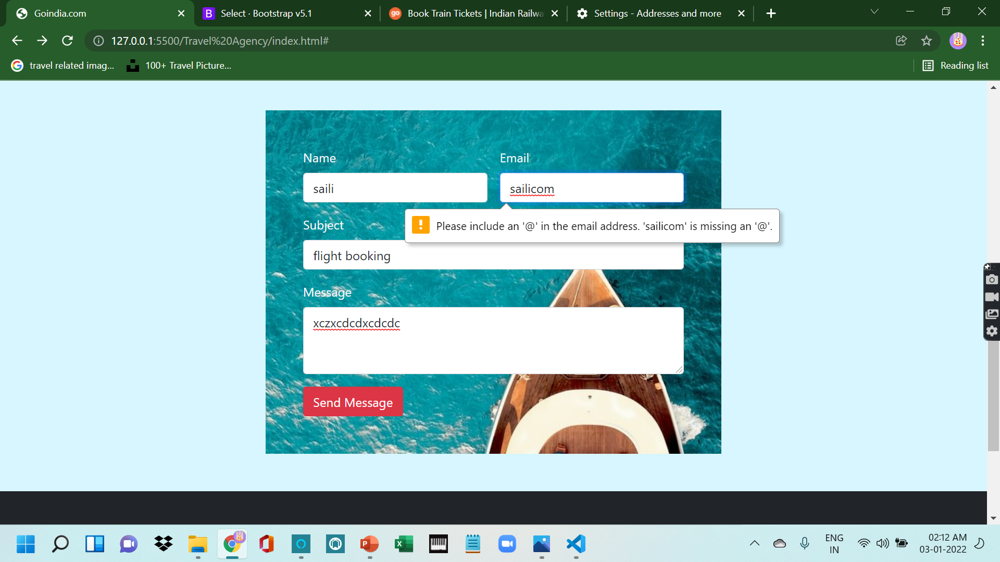 Goindia.com
Select · Bootstrap v5.1
Book Train Tickets | Indian Railwa
Settings - Addresses and more
127.0.0.1:5500/Travel%20Agency/index.html#
travel related imag...
100+ Travel Picture...
Reading list
Name
Email
saili
sailicom
Please include an '@' in the email address. 'sailicom' is missing an '@'.
Subject
flight booking
Message
xczxcdcdxcdcdc
Send Message
ENG
IN
02:12 AM
03-01-2022